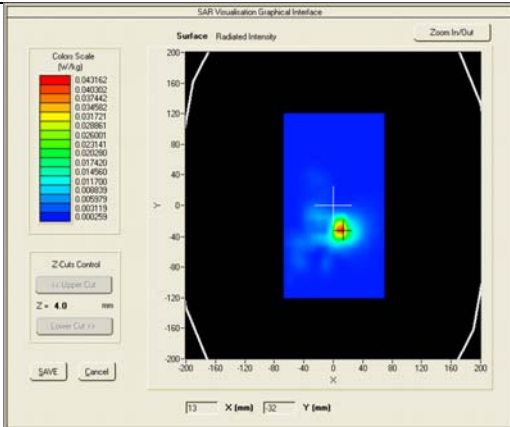 SAR Visualisation Graphical Interface
Surface Radiated Intensity
Zoom In/Out
Colors Scale
(W/kg)
0.043162
0.040302
0.037442
0.034582
0.031721
0.028861
0.026001
0.023141
0.020280
0.017420
0.014560
0.011700
0.008839
0.005979
0.003119
0.000259
Z-Cuts Control
<< Upper Cut
Z = 4.0 mm
Lower Cut >>
SAVE Cancel
200
160
120
80
40
0
-40
-80
-120
-160
-200
Y
-200 -160 -120 -80 -40 0 40 80 120 160 200
X
13 X (mm) -32 Y (mm)